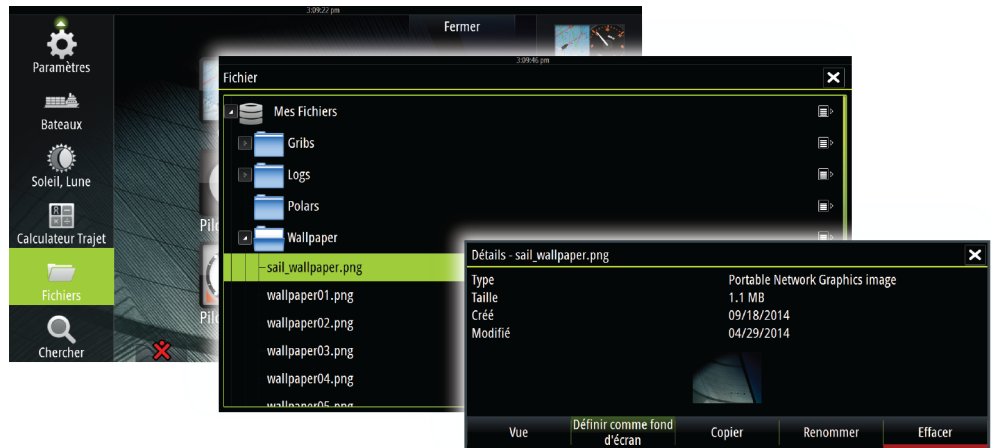 3:09:22 pm
Fermer
Paramètres
Bateaux
Soleil, Lune
Calculateur Trajet
Fichiers
Chercher
3:09:46 pm
Fichier
Mes Fichiers
Gribs
Logs
Polars
Wallpaper
sail_wallpaper.png
wallpaper01.png
wallpaper02.png
wallpaper03.png
wallpaper04.png
wallpaper05.png
Détails - sail_wallpaper.png
Type Portable Network Graphics image
Taille 1.1 MB
Créé 09/18/2014
Modifié 04/29/2014
Vue
Définir comme fond
d'écran
Copier
Renommer
Effacer